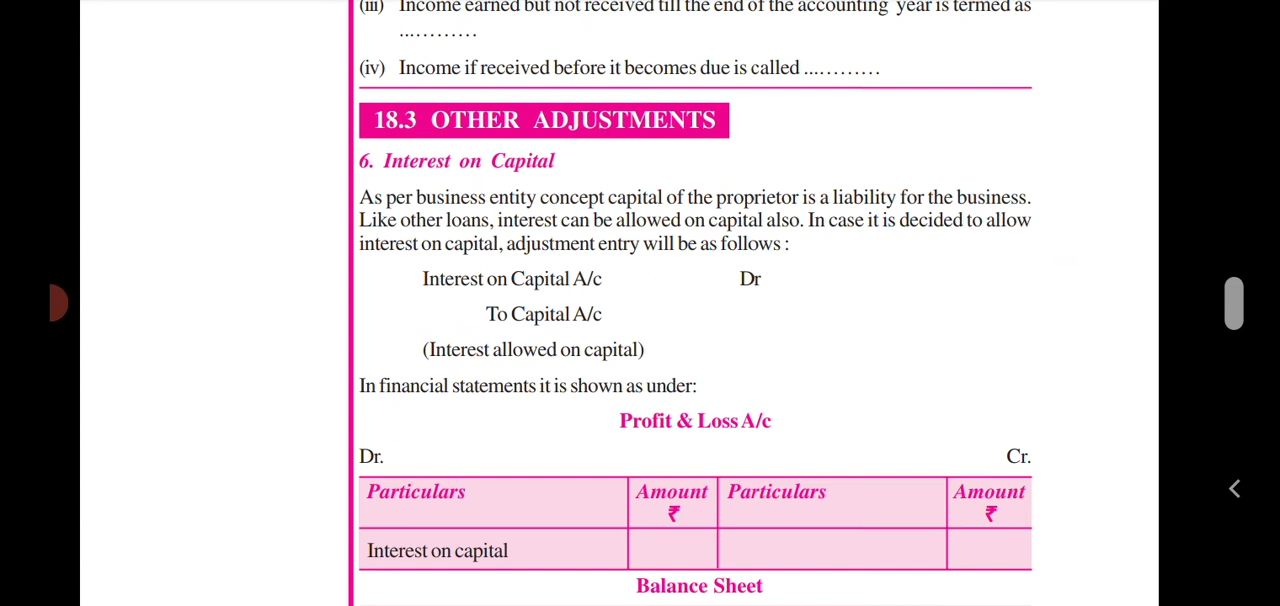 (iii) Income earned but not received till the end of the accounting year is termed as
............
(iv) Income if received before it becomes due is called ............
18.3 OTHER ADJUSTMENTS
6. Interest on Capital
As per business entity concept capital of the proprietor is a liability for the business.
Like other loans, interest can be allowed on capital also. In case it is decided to allow
interest on capital, adjustment entry will be as follows :
Interest on Capital A/c Dr
To Capital A/c
(Interest allowed on capital)
In financial statements it is shown as under:
Profit & Loss A/c
Dr. Cr.
Particulars Amount Particulars Amount
₹ ₹
Interest on capital
Balance Sheet